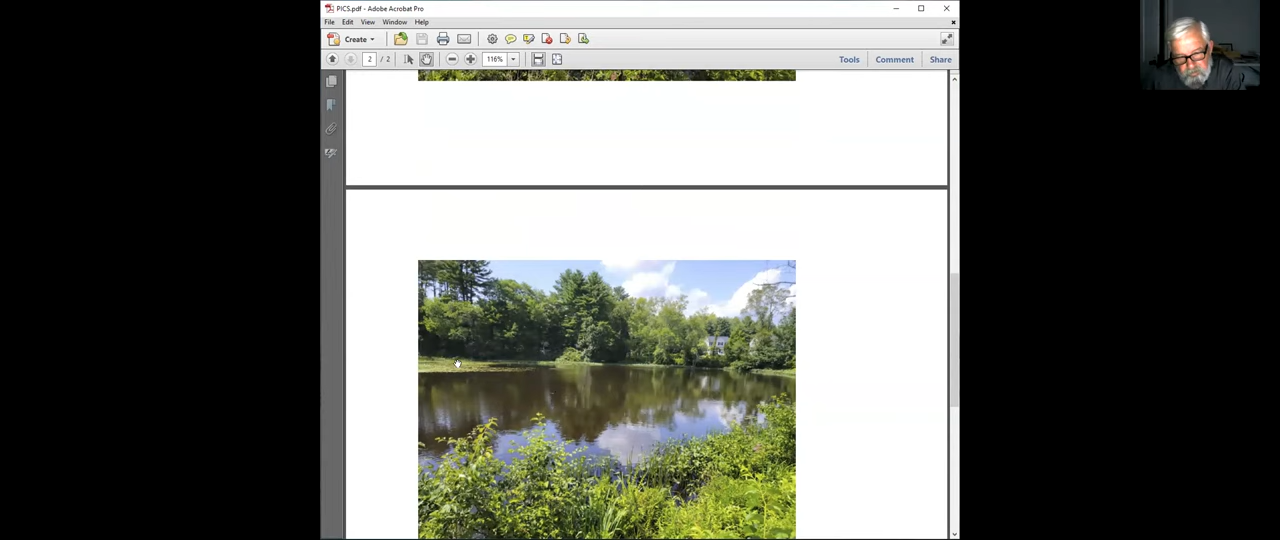 PICS.pdf - Adobe Acrobat Pro
File Edit View Window Help
Create
2 / 2 116% Tools Comment Share